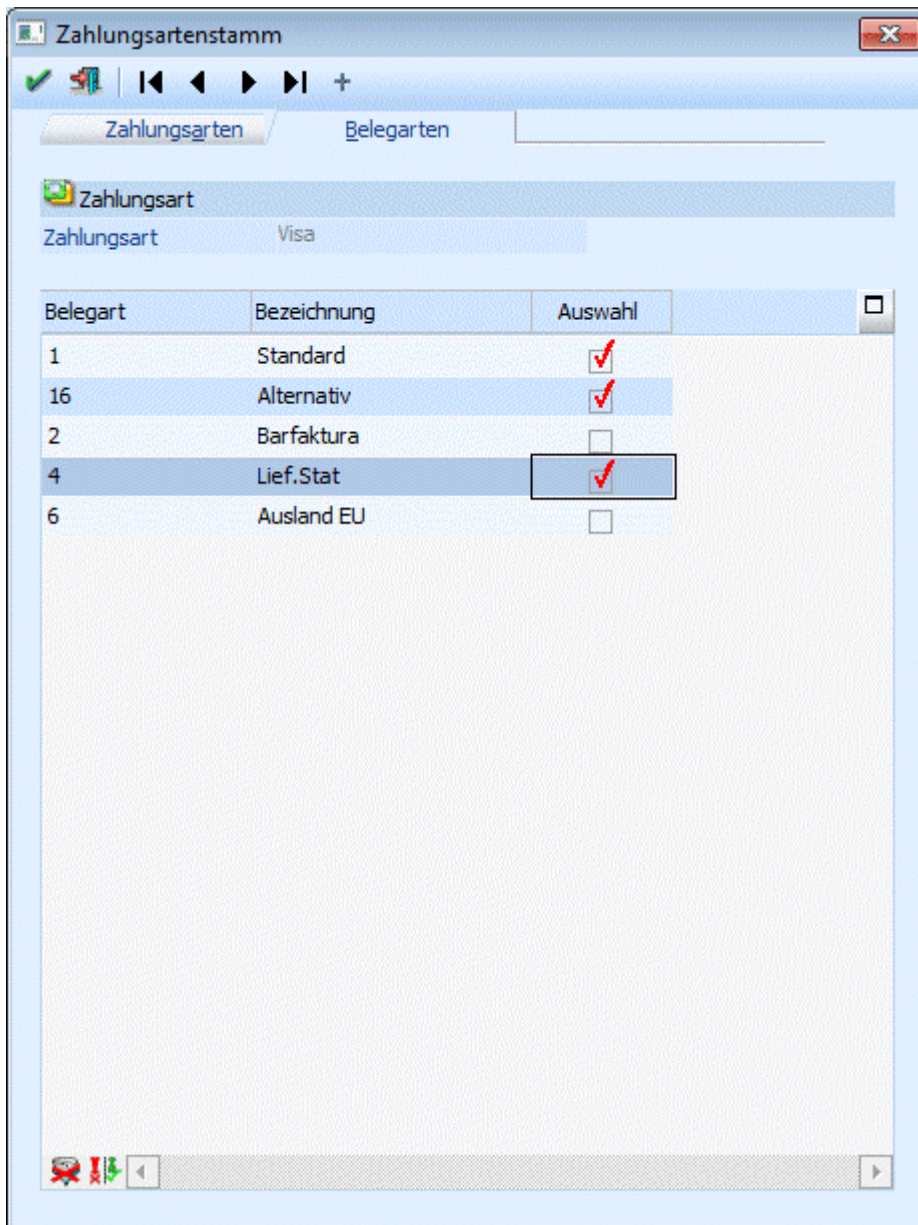 Zahlungsartenstamm
Zahlungsarten Belegarten
Zahlungsart
Zahlungsart Visa
Belegart Bezeichnung Auswahl
1 Standard
16 Alternativ
2 Barfaktura
4 Lief.Stat
6 Ausland EU